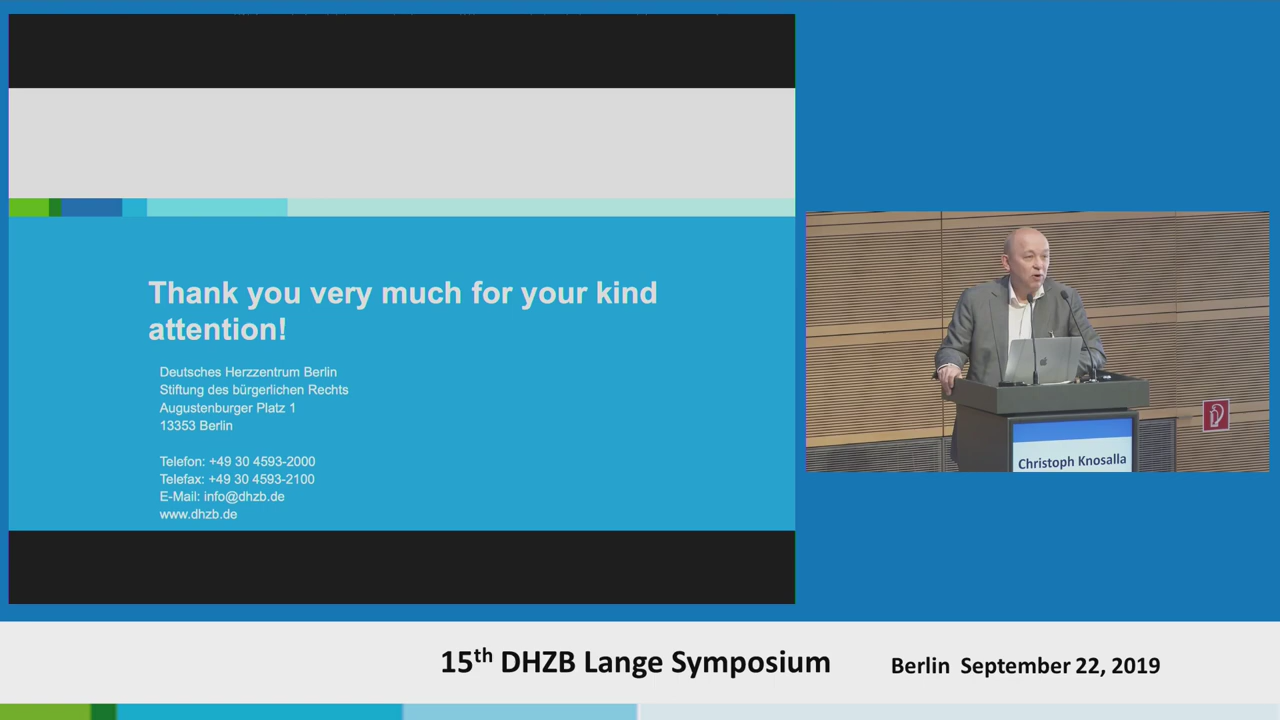 Thank you very much for your kind
attention!
Deutsches Herzzentrum Berlin
Stiftung des bürgerlichen Rechts
Augustenburger Platz 1
13353 Berlin
Telefon: +49 30 4593-2000
Telefax: +49 30 4593-2100
E-Mail: info@dhzb.de
www.dhzb.de
Christoph Knosalla
15th DHZB Lange Symposium
Berlin September 22, 2019